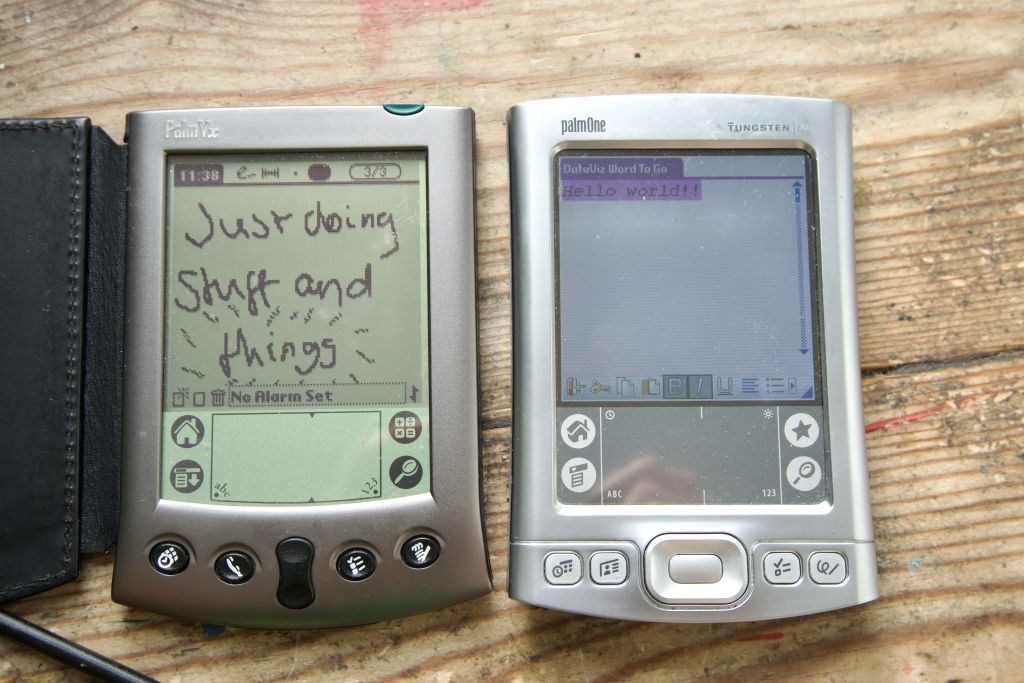 PalmVx
11:38
3/3
Just doing
stuff and
things
No Alarm Set
abc
123
palmOne
TUNGSTEN
DataViz Word To Go
Hello world!!
B I U
ABC
123